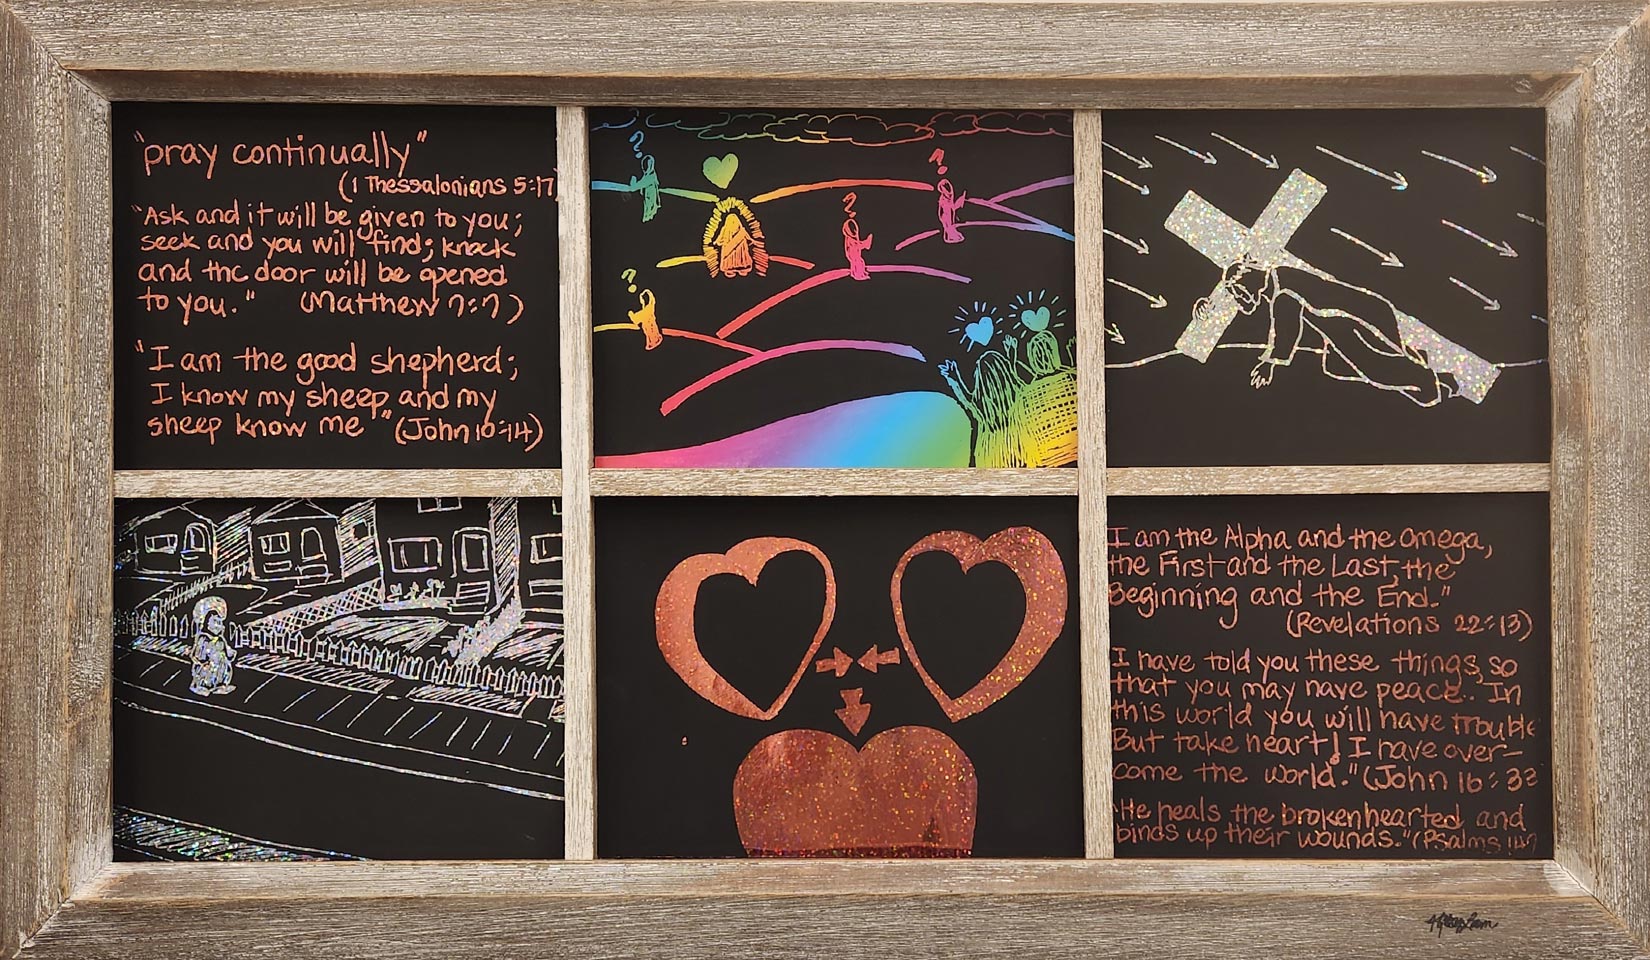 "pray continually"
(1 Thessalonians 5:17
"Ask and it will be given to you;
seek and you will find; knock
and the door will be opened
to you." (Matthew 7:7)
"I am the good shepherd;
I know my sheep and my
sheep know me" (John 10:14)
? ? ? ?
I am the Alpha and the Omega,
the First and the Last, the
Beginning and the End."
(Revelations 22:13)
I have told you these things, so
that you may have peace. In
this world you will have trouble
But take heart! I have over-
come the world." (John 16:33
"He heals the brokenhearted and
binds up their wounds." (Psalms